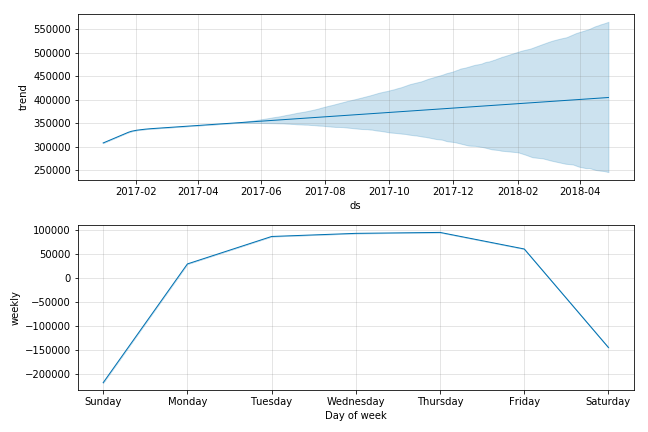 550000
500000
450000
400000
350000
300000
250000
trend
2017-02 2017-04 2017-06 2017-08 2017-10 2017-12 2018-02 2018-04
ds
100000
50000
0
−50000
−100000
−150000
−200000
weekly
Sunday Monday Tuesday Wednesday Thursday Friday Saturday
Day of week